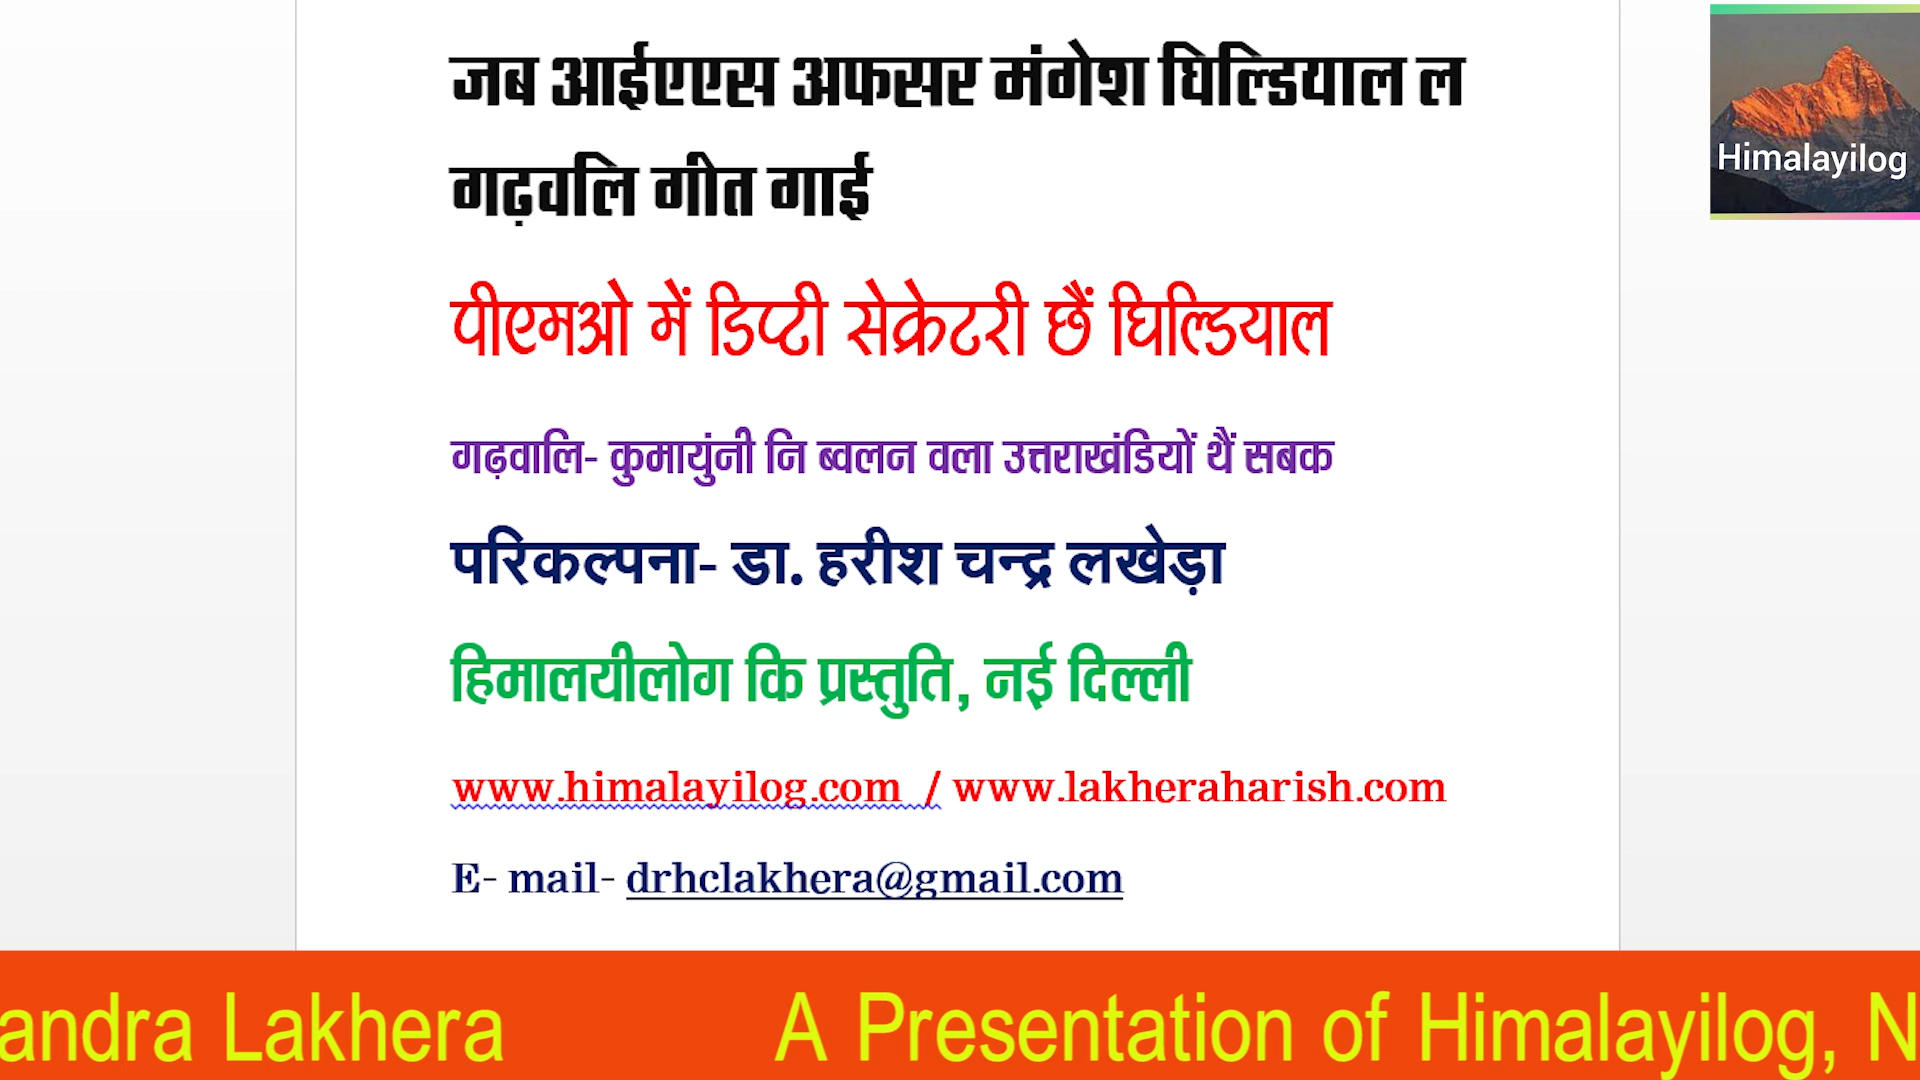 जब आईएएस अफसर मंगेश घिल्डियाल ल
गढ़वलि गीत गाई
पीएमओ में डिप्टी सेक्रेटरी छैं घिल्डियाल
गढ़वालि- कुमायुंनी नि ब्वलन वला उत्तराखंडियों थैं सबक
परिकल्पना- डा. हरीश चन्द्र लखेड़ा
हिमालयीलोग कि प्रस्तुति, नई दिल्ली
www.himalayilog.com / www.lakheraharish.com
E- mail- drhclakhera@gmail.com
Himalayilog
andra Lakhera A Presentation of Himalayilog, N